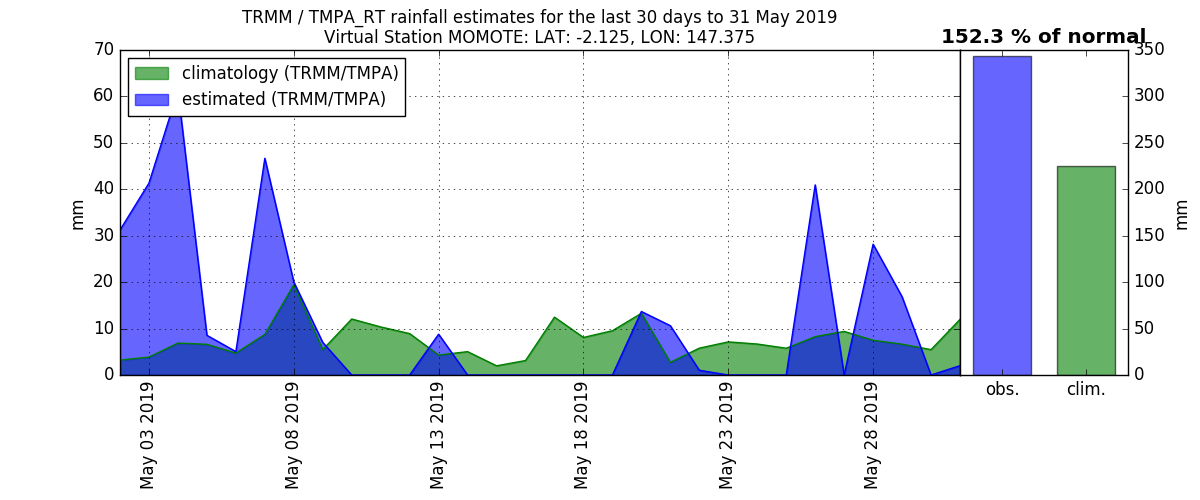 TRMM / TMPA_RT rainfall estimates for the last 30 days to 31 May 2019
Virtual Station MOMOTE: LAT: -2.125, LON: 147.375
152.3 % of normal
climatology (TRMM/TMPA)
estimated (TRMM/TMPA)
70
60
50
40
30
20
10
0
mm
May 03 2019
May 08 2019
May 13 2019
May 18 2019
May 23 2019
May 28 2019
obs.
clim.
350
300
250
200
150
100
50
0
mm